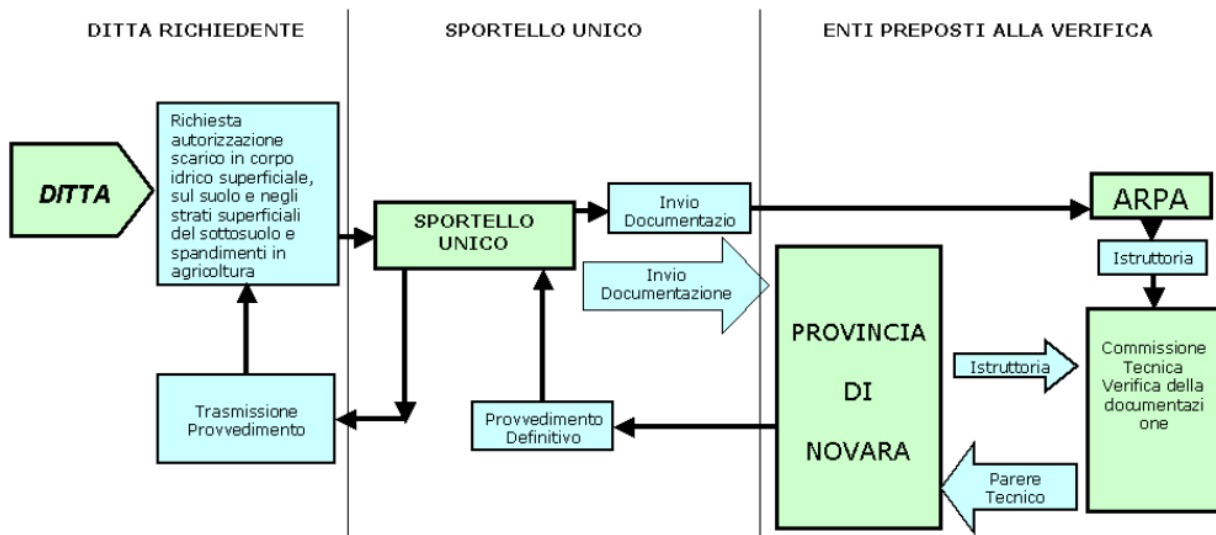 DITTA RICHIEDENTE
SPORTELLO UNICO
ENTI PREPOSTI ALLA VERIFICA
DITTA
Richiesta
autorizzazione
scarico in corpo
idrico superficiale,
sul suolo e negli
strati superficiali
del sottosuolo e
spandimenti in
agricoltura
SPORTELLO
UNICO
Invio
Documentazio
Invio
Documentazione
ARPA
Istruttoria
PROVINCIA
DI
NOVARA
Istruttoria
Commissione
Tecnica
Verifica della
documentazi
one
Parere
Tecnico
Provvedimento
Definitivo
Trasmissione
Provvedimento